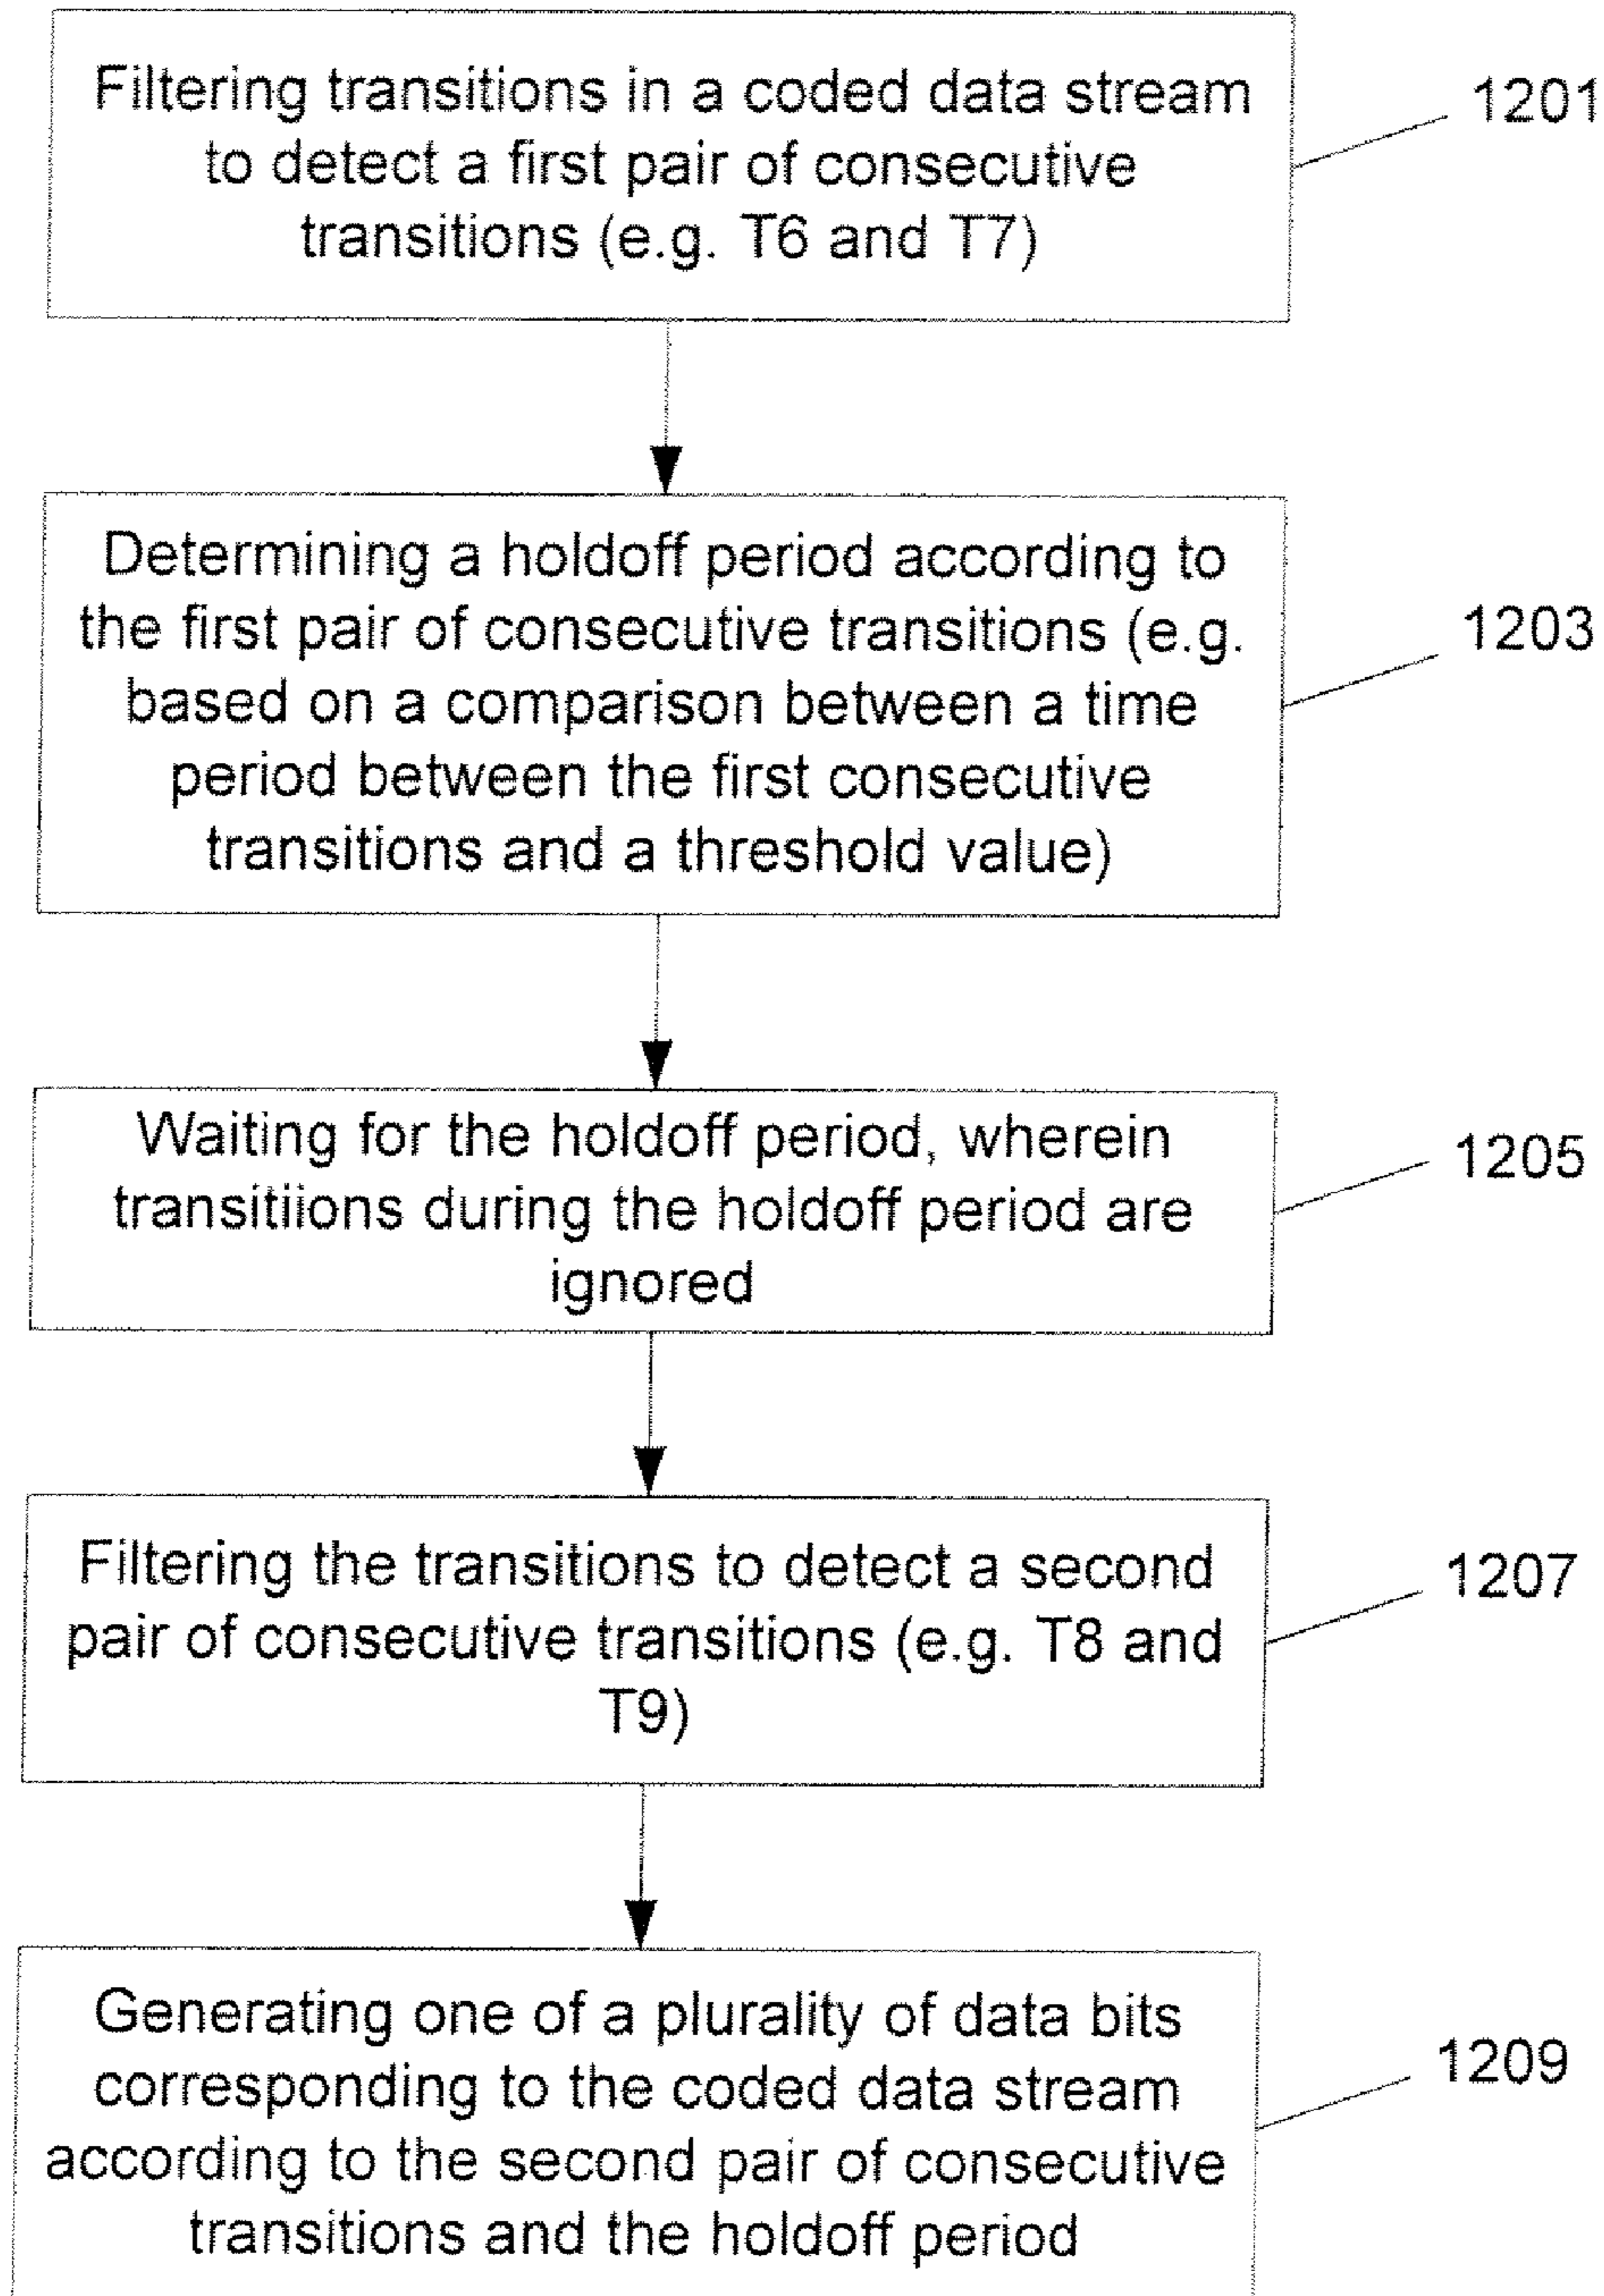 Filtering transitions in a coded data stream
to detect a first pair of consecutive
transitions (e.g. T6 and T7)
1201
Determining a holdoff period according to
the first pair of consecutive transitions (e.g.
based on a comparison between a time
period between the first consecutive
transitions and a threshold value)
1203
Waiting for the holdoff period, wherein
transitiions during the holdoff period are
ignored
1205
Filtering the transitions to detect a second
pair of consecutive transitions (e.g. T8 and
T9)
1207
Generating one of a plurality of data bits
corresponding to the coded data stream
according to the second pair of consecutive
transitions and the holdoff period
1209